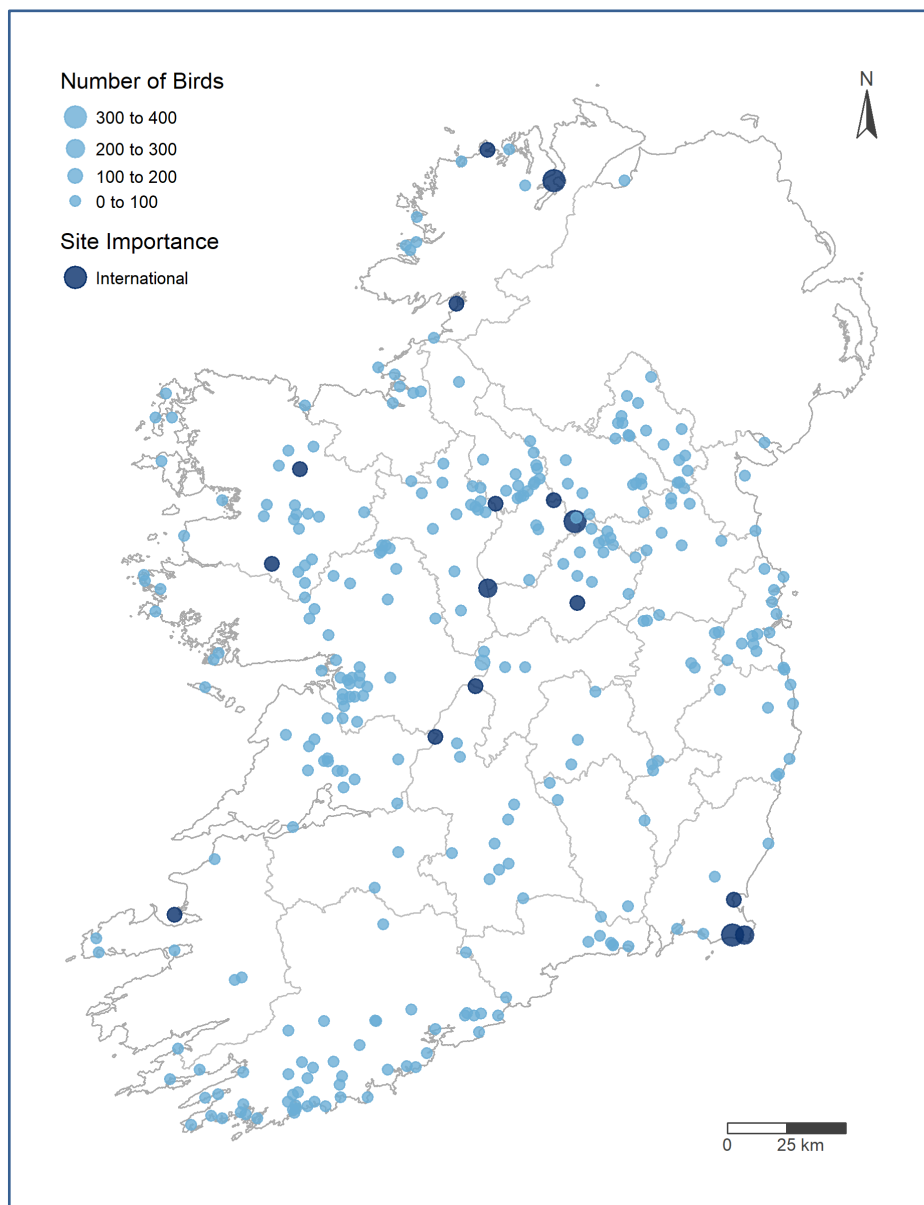 Number of Birds
300 to 400
200 to 300
100 to 200
0 to 100
Site Importance
International
N
0 25 km